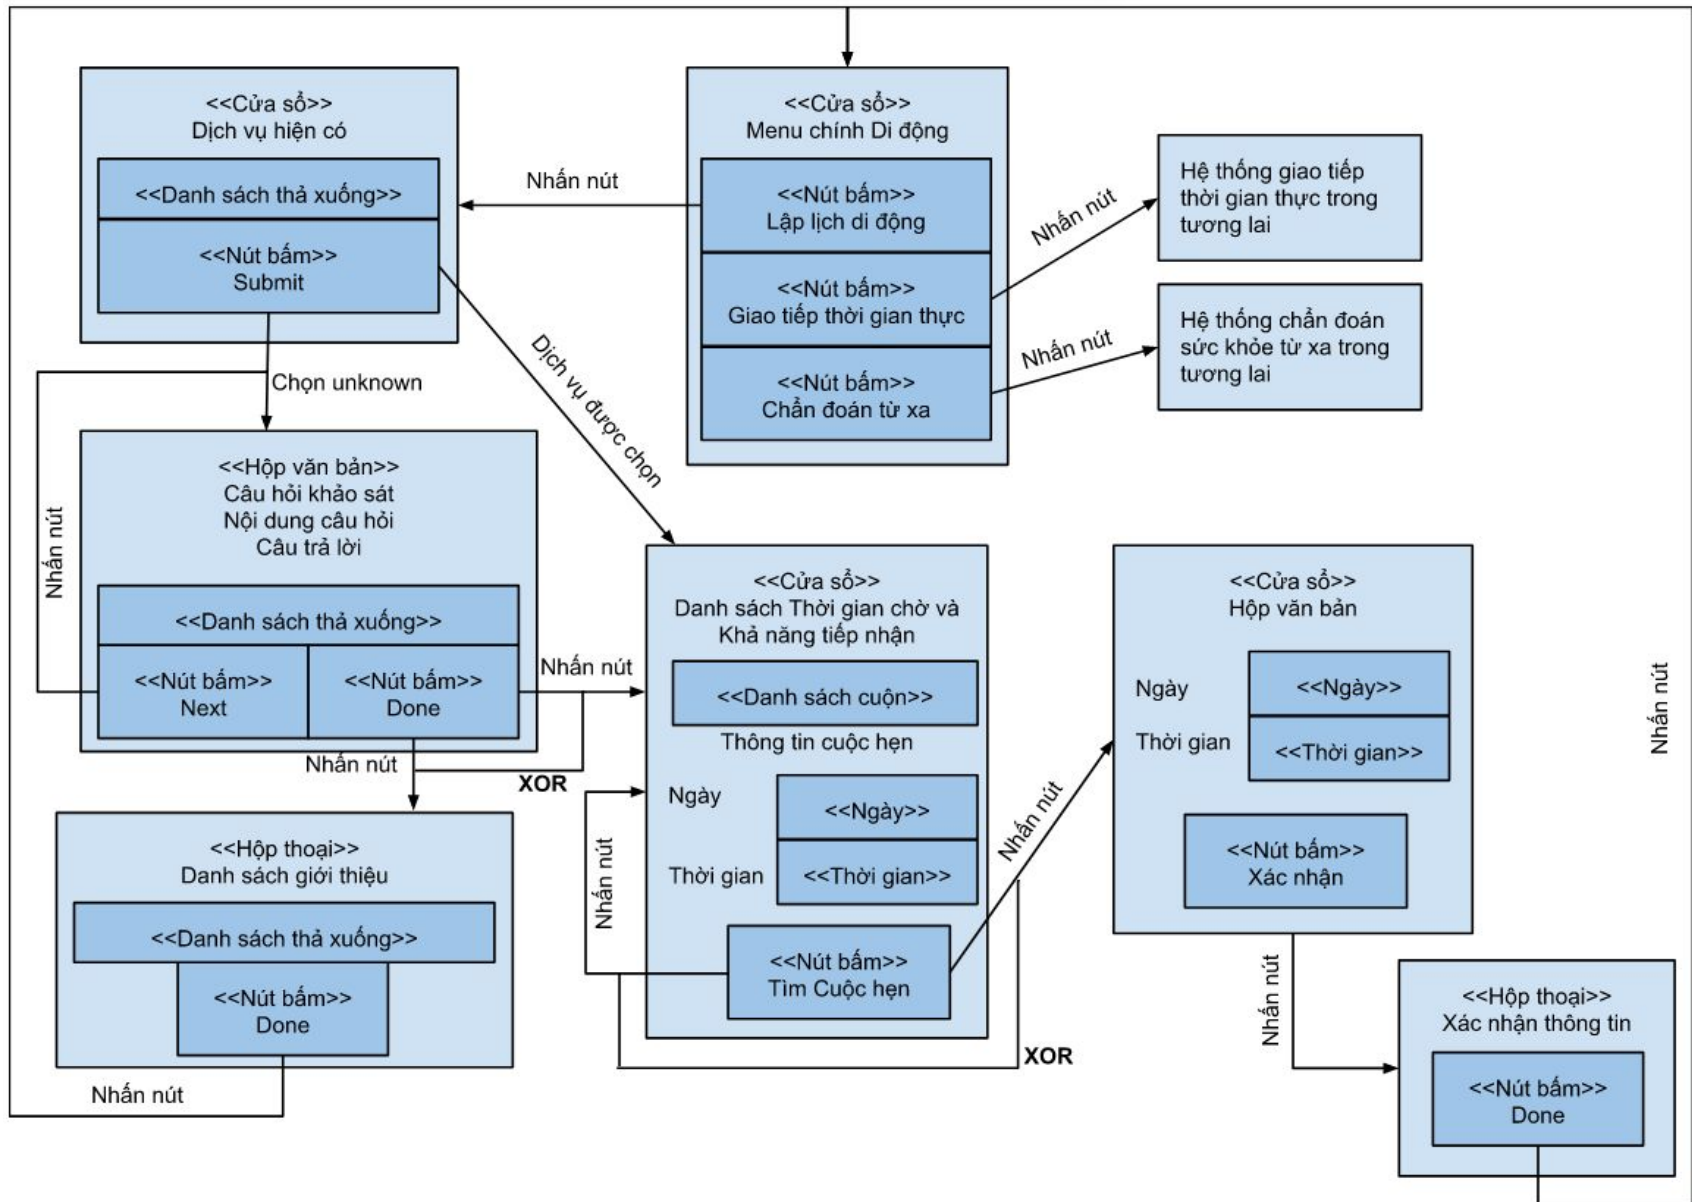 <<Cửa sổ>>
Dịch vụ hiện có
<<Danh sách thả xuống>>
<<Nút bấm>>
Submit
Nhấn nút
<<Cửa sổ>>
Menu chính Di động
<<Nút bấm>>
Lập lịch di động
<<Nút bấm>>
Giao tiếp thời gian thực
<<Nút bấm>>
Chẩn đoán từ xa
Nhấn nút
Hệ thống giao tiếp
thời gian thực trong
tương lai
Nhấn nút
Hệ thống chẩn đoán
sức khỏe từ xa trong
tương lai
Chọn unknown
Dịch vụ được chọn
Nhấn nút
<<Hộp văn bản>>
Câu hỏi khảo sát
Nội dung câu hỏi
Câu trả lời
<<Danh sách thả xuống>>
<<Nút bấm>>
Next
<<Nút bấm>>
Done
Nhấn nút
Nhấn nút
XOR
<<Hộp thoại>>
Danh sách giới thiệu
<<Danh sách thả xuống>>
<<Nút bấm>>
Done
Nhấn nút
<<Cửa sổ>>
Danh sách Thời gian chờ và
Khả năng tiếp nhận
<<Danh sách cuộn>>
Thông tin cuộc hẹn
Ngày
<<Ngày>>
Thời gian
<<Thời gian>>
<<Nút bấm>>
Tìm Cuộc hẹn
Nhấn nút
Nhấn nút
XOR
<<Cửa sổ>>
Hộp văn bản
Ngày
<<Ngày>>
Thời gian
<<Thời gian>>
<<Nút bấm>>
Xác nhận
Nhấn nút
<<Hộp thoại>>
Xác nhận thông tin
<<Nút bấm>>
Done
Nhấn nút